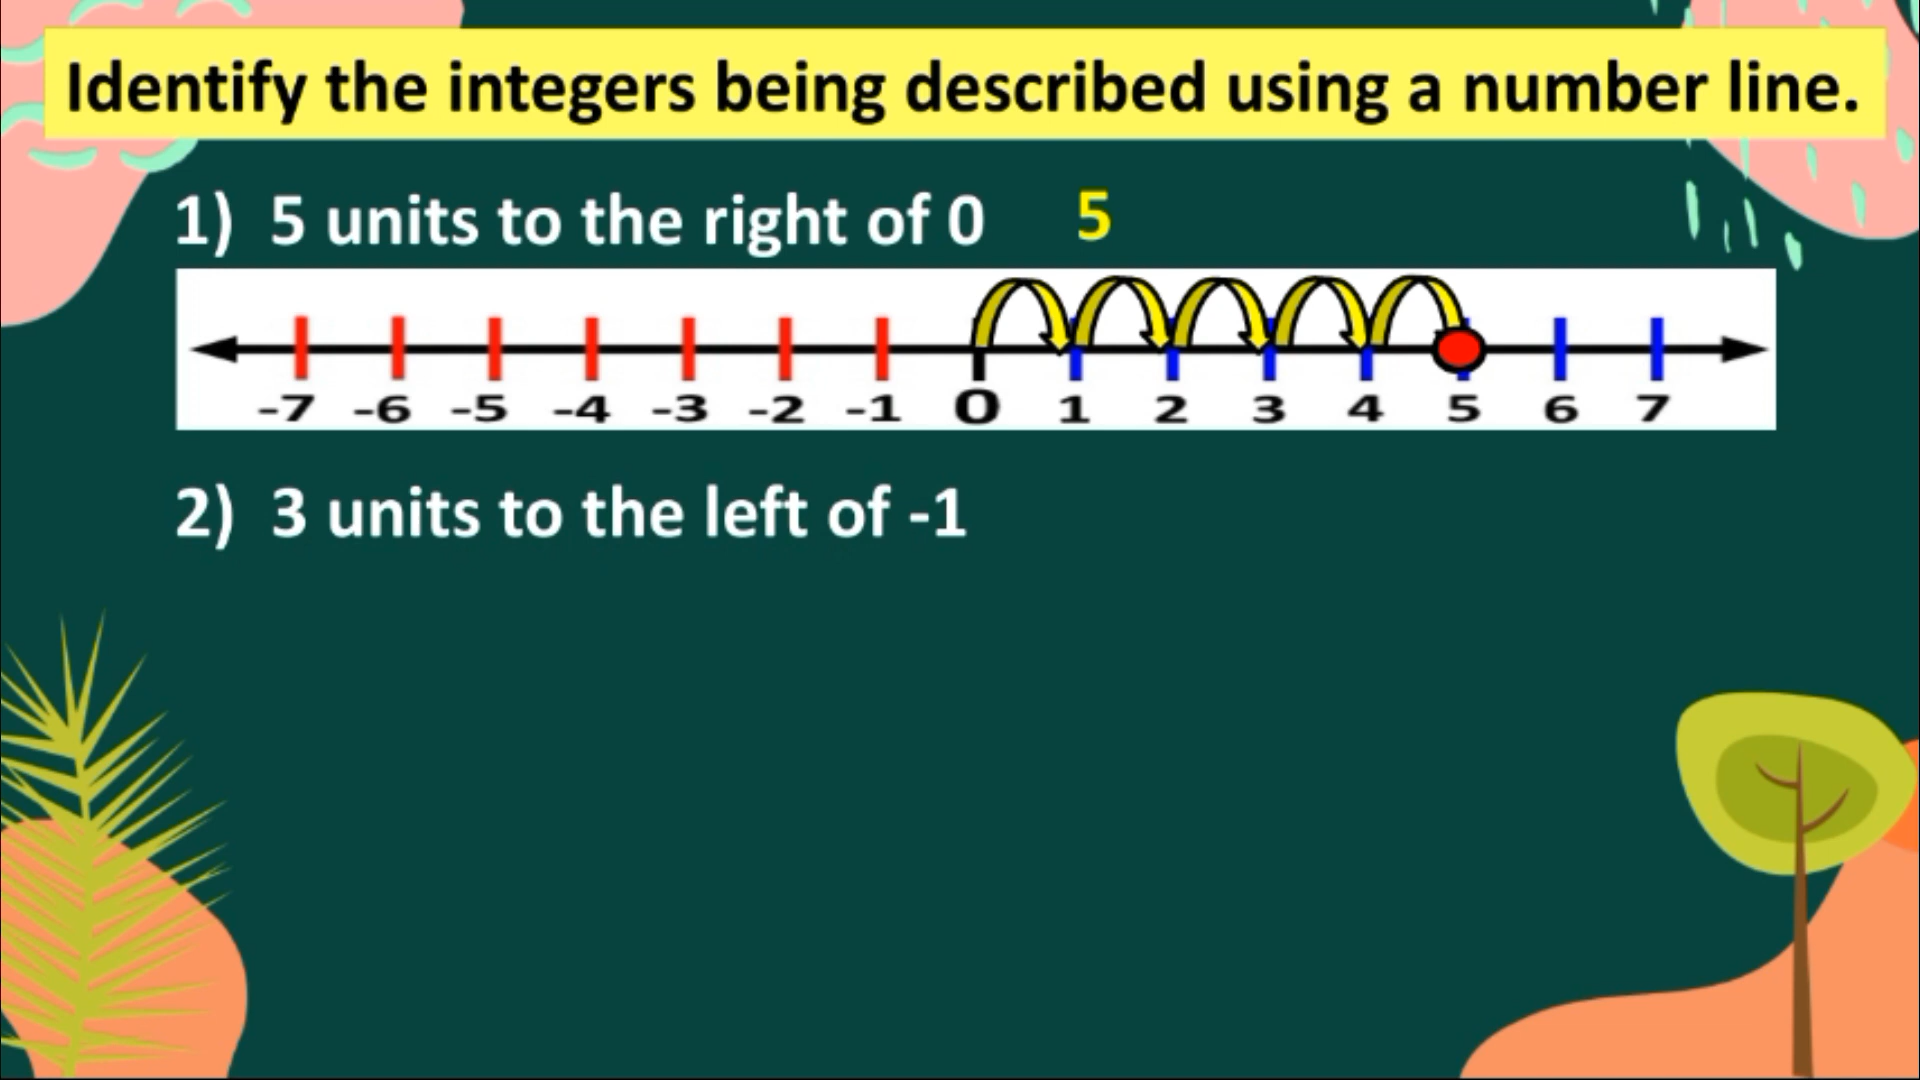 Identify the integers being described using a number line.
1) 5 units to the right of 0 5
-7 -6 -5 -4 -3 -2 -1 0 1 2 3 4 5 6 7
2) 3 units to the left of -1